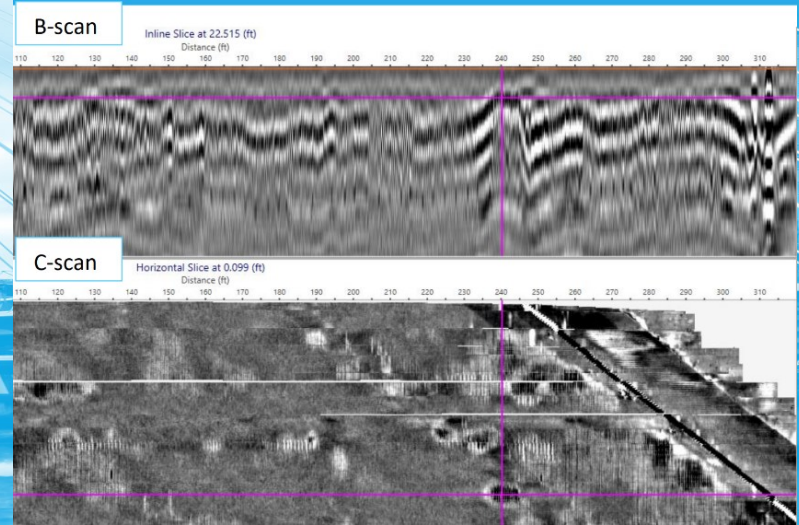 B-scan
Inline Slice at 22.515 (ft)
Distance (ft)
110 120 130 140 150 160 170 180 190 200 210 220 230 240 250 260 270 280 290 300 310
C-scan
Horizontal Slice at 0.099 (ft)
Distance (ft)
110 120 130 140 150 160 170 180 190 200 210 220 230 240 250 260 270 280 290 300 310